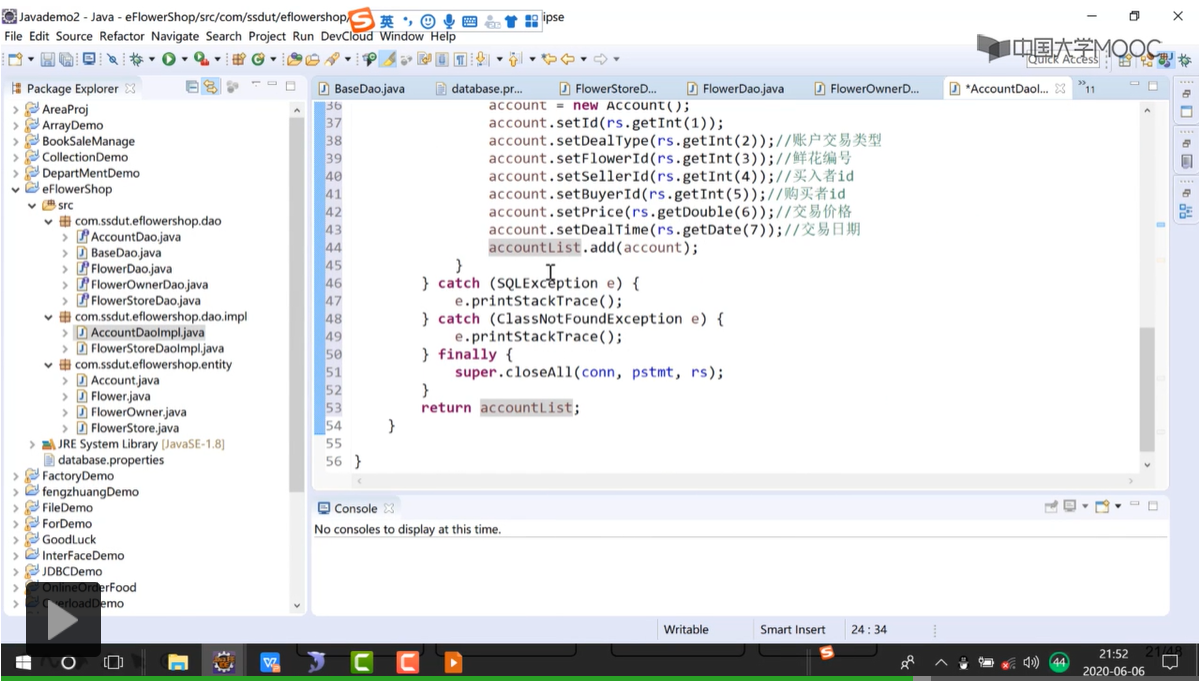 Javademo2 - Java - eFlowerShop/src/com/ssdut/eflowershop/
英
ipse
File Edit Source Refactor Navigate Search Project Run DevCloud Window Help
中国大学MOOC
Quick Access
Package Explorer
BaseDao.java
database.pr...
FlowerStoreD...
FlowerDao.java
FlowerOwnerD...
*AccountDaoI...
»11
AreaProj
ArrayDemo
BookSaleManage
CollectionDemo
DepartMentDemo
eFlowerShop
src
com.ssdut.eflowershop.dao
AccountDao.java
BaseDao.java
FlowerDao.java
FlowerOwnerDao.java
FlowerStoreDao.java
com.ssdut.eflowershop.dao.impl
AccountDaoImpl.java
FlowerStoreDaoImpl.java
com.ssdut.eflowershop.entity
Account.java
Flower.java
FlowerOwner.java
FlowerStore.java
JRE System Library [JavaSE-1.8]
database.properties
FactoryDemo
fengzhuangDemo
FileDemo
ForDemo
GoodLuck
InterFaceDemo
JDBCDemo
OnlineOrderFood
OverloadDemo
36 account = new Account();
37 account.setId(rs.getInt(1));
38 account.setDealType(rs.getInt(2));//账户交易类型
39 account.setFlowerId(rs.getInt(3));//鲜花编号
40 account.setSellerId(rs.getInt(4));//买入者id
41 account.setBuyerId(rs.getInt(5));//购买者id
42 account.setPrice(rs.getDouble(6));//交易价格
43 account.setDealTime(rs.getDate(7));//交易日期
44 accountList.add(account);
45 }
46 } catch (SQLException e) {
47 e.printStackTrace();
48 } catch (ClassNotFoundException e) {
49 e.printStackTrace();
50 } finally {
51 super.closeAll(conn, pstmt, rs);
52 }
53 return accountList;
54 }
55
56 }
Console
No consoles to display at this time.
Writable
Smart Insert
24 : 34
44
21:52
2020-06-06
21/48